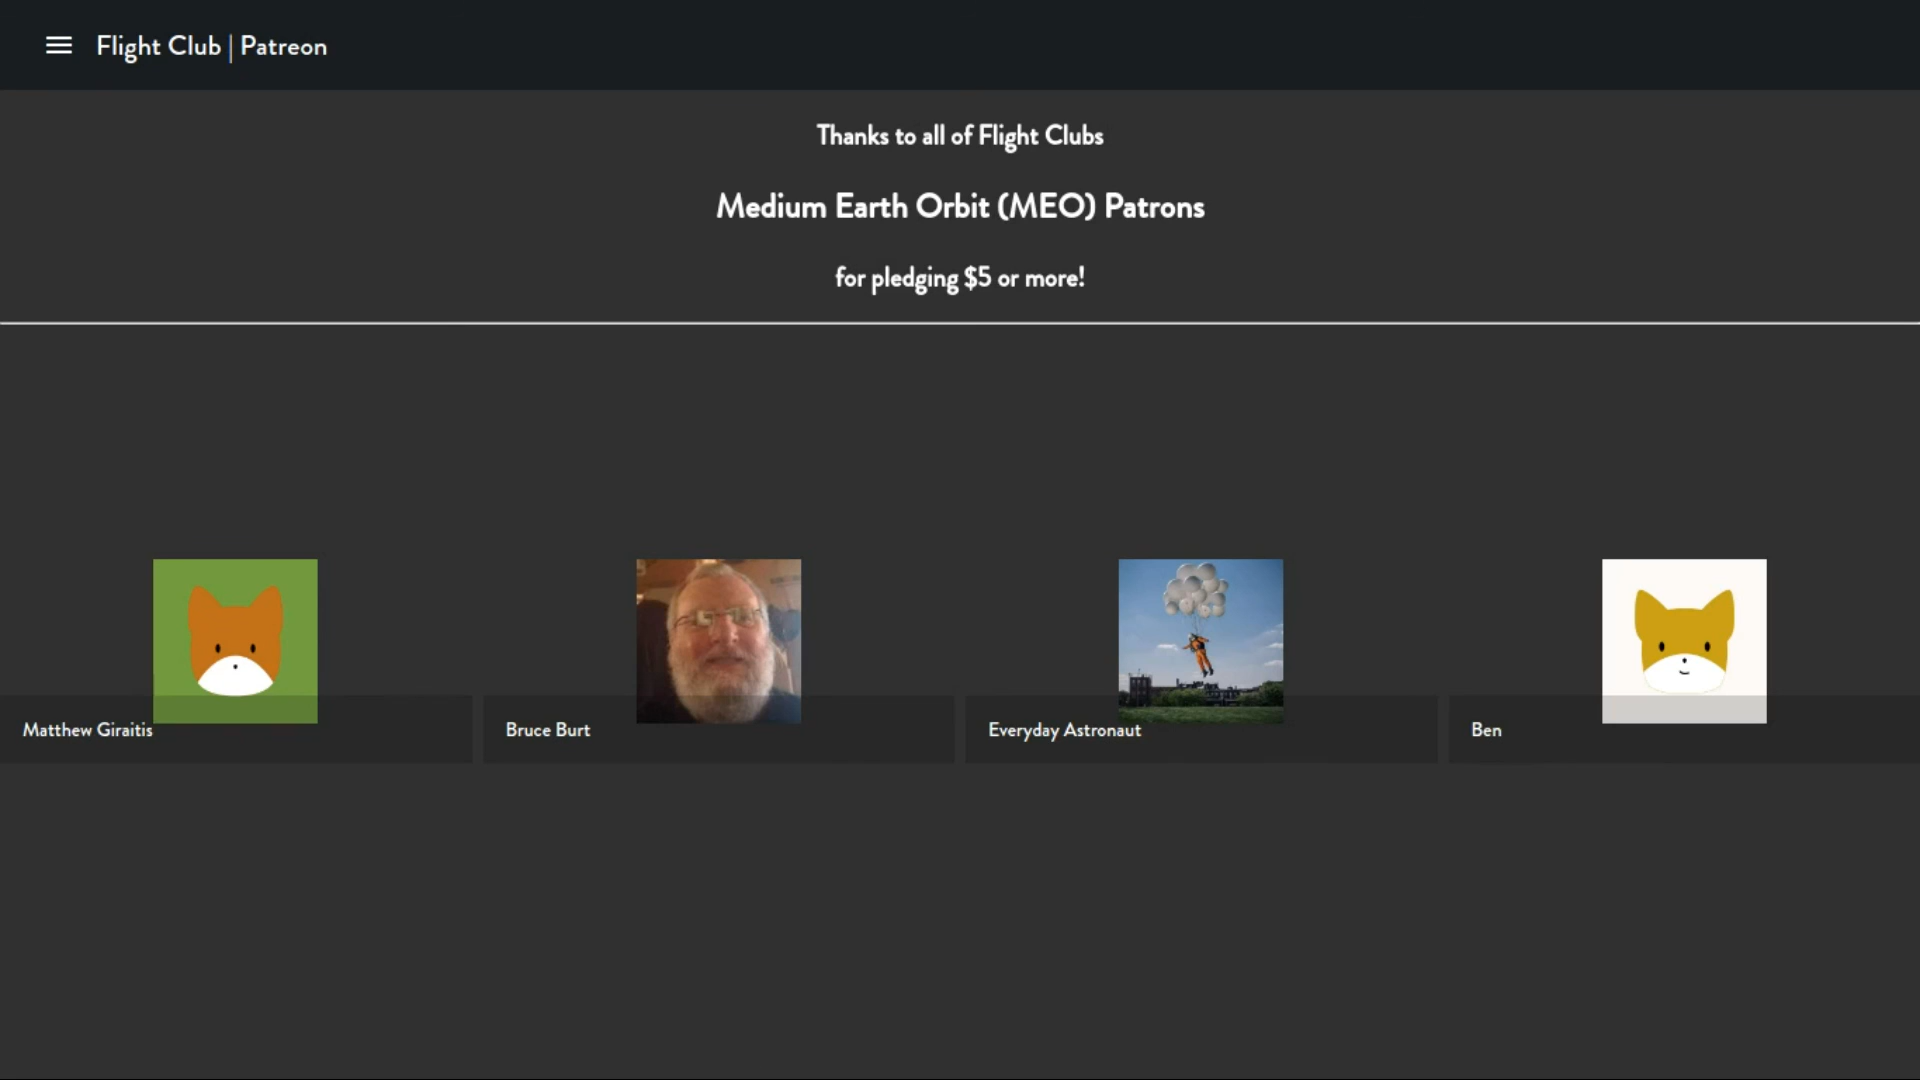 Flight Club | Patreon
Thanks to all of Flight Clubs
Medium Earth Orbit (MEO) Patrons
for pledging $5 or more!
Matthew Giraitis
Bruce Burt
Everyday Astronaut
Ben